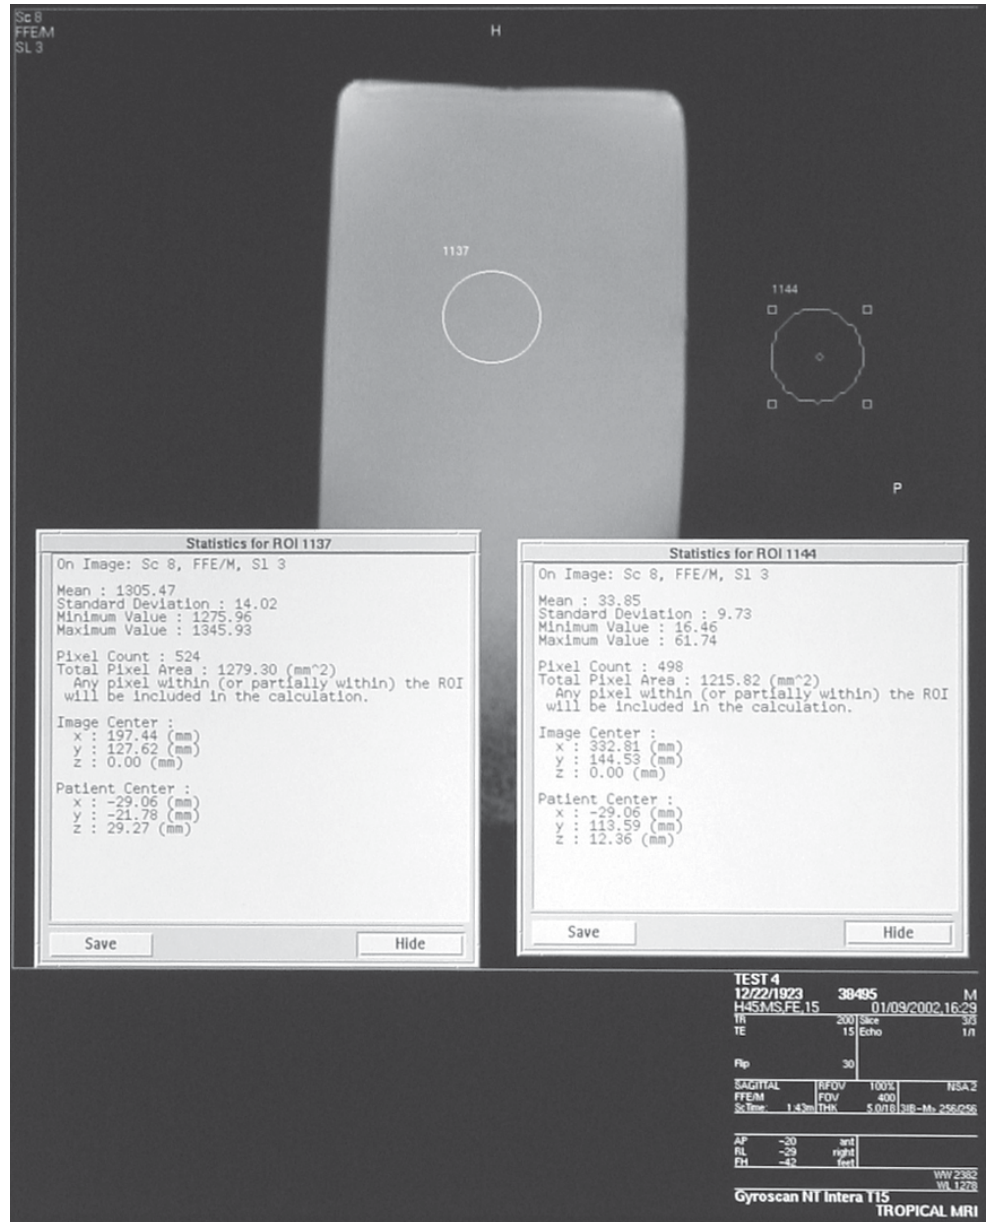 Sc 8
FFE/M
SL 3
H
1137
1144
P
Statistics for ROI 1137
On Image: Sc 8, FFE/M, Sl 3
Mean : 1305.47
Standard Deviation : 14.02
Minimum Value : 1275.96
Maximum Value : 1345.93
Pixel Count : 524
Total Pixel Area : 1279.30 (mm^2)
Any pixel within (or partially within) the ROI
will be included in the calculation.
Image Center :
x : 197.44 (mm)
y : 127.62 (mm)
z : 0.00 (mm)
Patient Center :
x : -29.06 (mm)
y : -21.78 (mm)
z : 29.27 (mm)
Save
Hide
Statistics for ROI 1144
On Image: Sc 8, FFE/M, Sl 3
Mean : 33.85
Standard Deviation : 9.73
Minimum Value : 16.46
Maximum Value : 61.74
Pixel Count : 498
Total Pixel Area : 1215.82 (mm^2)
Any pixel within (or partially within) the ROI
will be included in the calculation.
Image Center :
x : 332.81 (mm)
y : 144.53 (mm)
z : 0.00 (mm)
Patient Center :
x : -29.06 (mm)
y : 113.59 (mm)
z : 12.36 (mm)
Save
Hide
TEST 4
12/22/1923 38495 M
H45:MS,FE,15 01/09/2002,16:29
TR 200 Slice 3/3
TE 15 Echo 1/1
Flip 30
SAGITTAL RFOV 100% NSA 2
FFE/M FOV 400
ScTime: 1:43m THK 256/256
AP -20 ant
RL -29 right
FH -42 feet
WW 2382
WL 1278
Gyroscan NT Intera T15
TROPICAL MRI